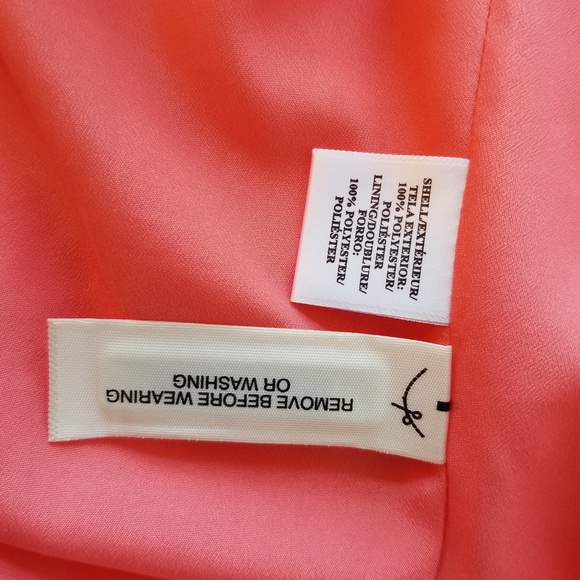 SHELL/EXTÉRIEUR/
TELA EXTERIOR:
100% POLYESTER/
POLIÉSTER
LINING/DOUBLURE/
FORRO:
100% POLYESTER/
POLIÉSTER
REMOVE BEFORE WEARING
OR WASHING